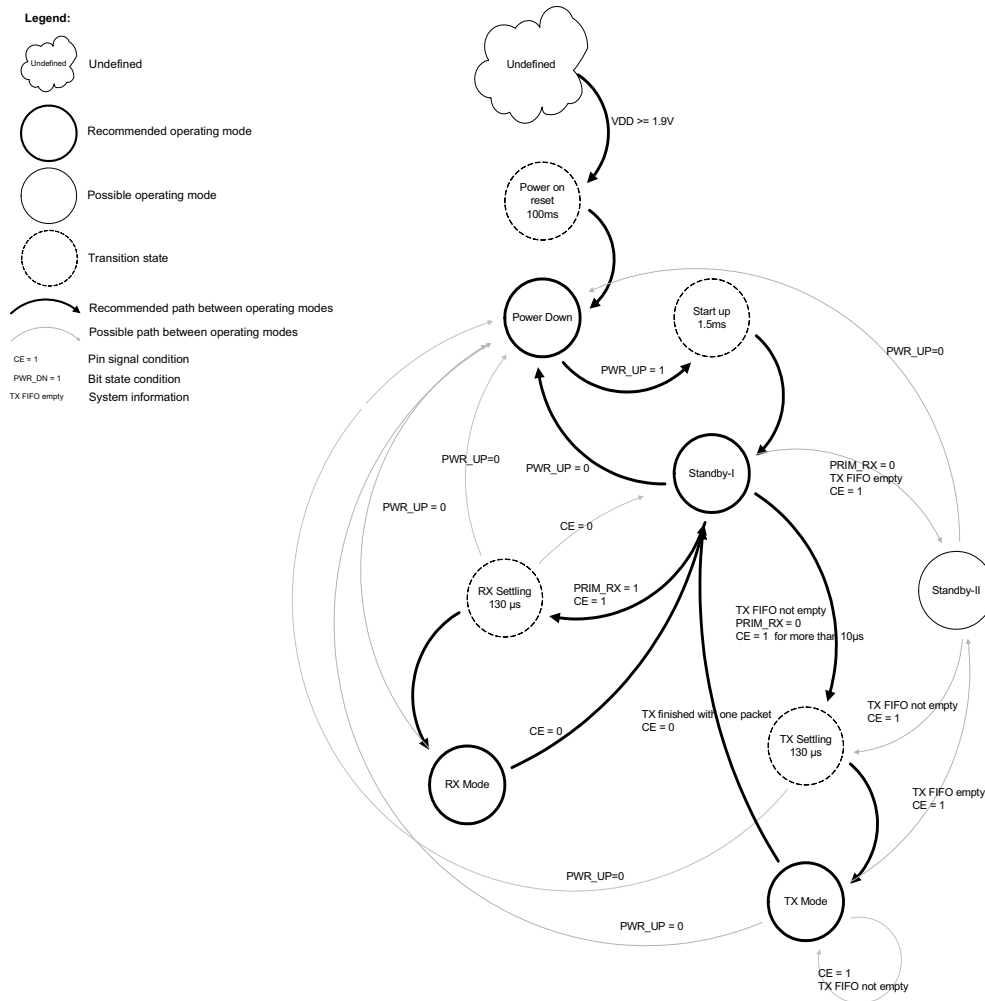 Legend:
Undefined
Undefined
Recommended operating mode
Possible operating mode
Transition state
Recommended path between operating modes
Possible path between operating modes
CE = 1
Pin signal condition
PWR_DN = 1
Bit state condition
TX FIFO empty
System information
Undefined
VDD >= 1.9V
Power on
reset
100ms
Power Down
Start up
1.5ms
PWR_UP=0
PWR_UP = 1
PWR_UP=0
PWR_UP = 0
Standby-I
PRIM_RX = 0
TX FIFO empty
CE = 1
PWR_UP = 0
CE = 0
RX Settling
130 µs
PRIM_RX = 1
CE = 1
Standby-II
TX FIFO not empty
PRIM_RX = 0
CE = 1 for more than 10µs
TX FIFO not empty
CE = 1
TX finished with one packet
CE = 0
CE = 0
TX Settling
130 µs
RX Mode
TX FIFO empty
CE = 1
PWR_UP=0
TX Mode
PWR_UP = 0
CE = 1
TX FIFO not empty